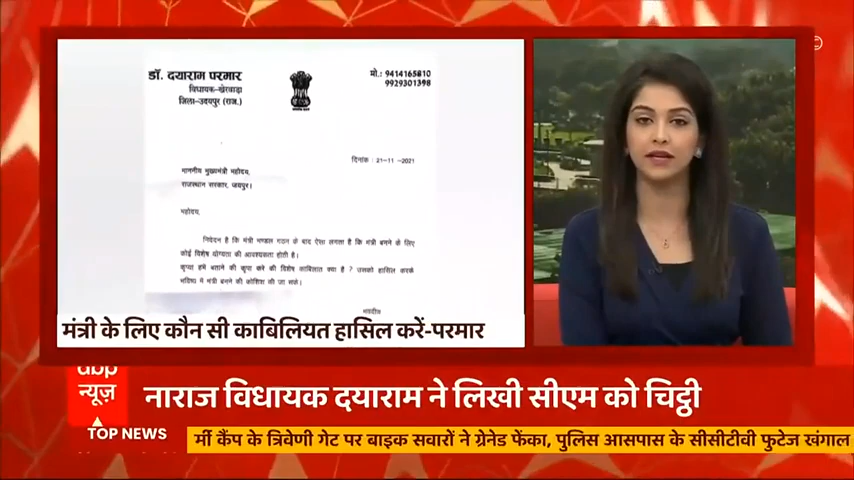 डॉ. दयाराम परमार
विधायक-खेरवाड़ा
जिला-उदयपुर (राज.)
मो.: 9414165810
9929301398
दिनांक : 21-11-2021
माननीय मुख्यमंत्री महोदय,
राजस्थान सरकार, जयपुर।
महोदय,
निवेदन है कि मंत्री मण्डल गठन के बाद ऐसा लगता है कि मंत्री बनने के लिए
कोई विशेष योग्यता की आवश्यकता होती है।
कृप्या हमें बताने की कृपा करे की विशेष काबिलात क्या है ? उसको हासिल करके
भविष्य में मंत्री बनने की कोशिश की जा सके।
भवदीय
मंत्री के लिए कौन सी काबिलियत हासिल करें-परमार
abp
न्यूज़
नाराज विधायक दयाराम ने लिखी सीएम को चिट्ठी
TOP NEWS
र्मी कैंप के त्रिवेणी गेट पर बाइक सवारों ने ग्रेनेड फेंका, पुलिस आसपास के सीसीटीवी फुटेज खंगाल